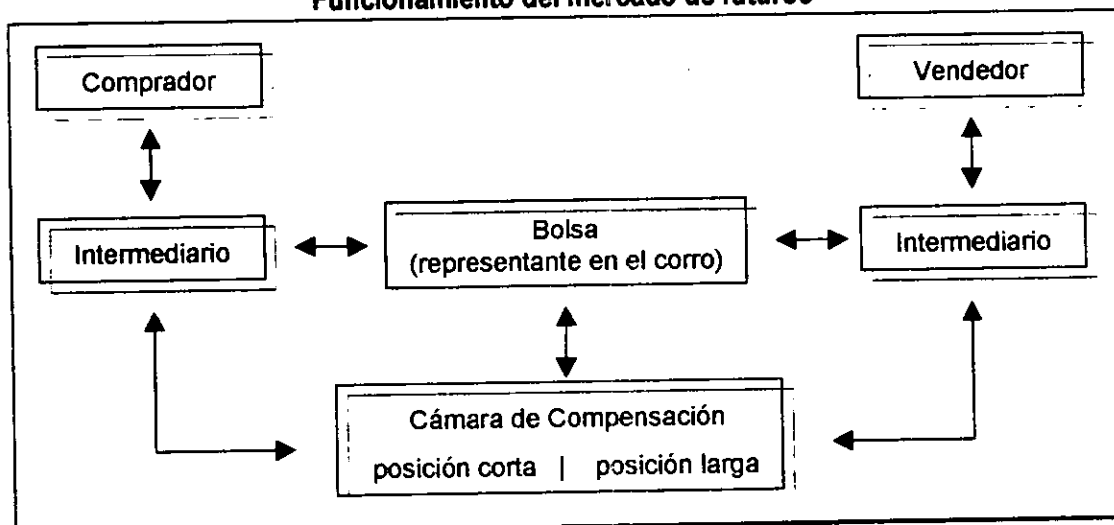 Funcionamiento del mercado de futuros
Comprador
Vendedor
Intermediario
Bolsa
(representante en el corro)
Intermediario
Cámara de Compensación
posición corta | posición larga